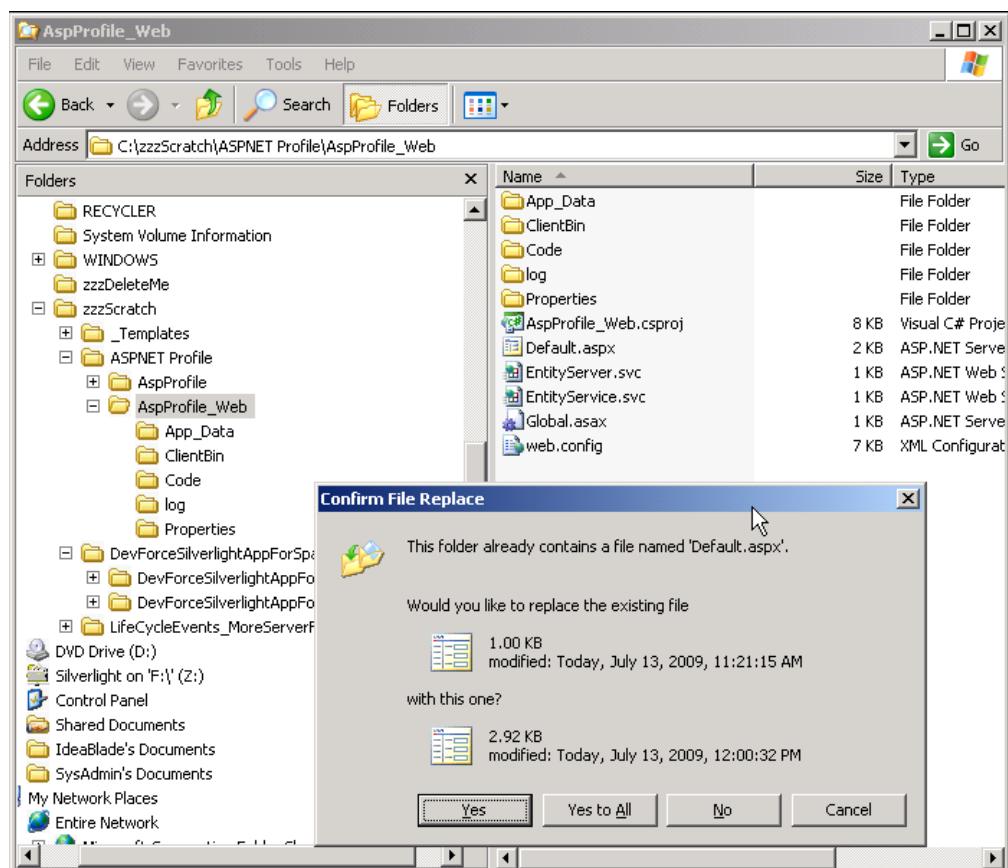 AspProfile_Web
File Edit View Favorites Tools Help
Back Search Folders
Address C:\zzzScratch\ASPNET Profile\AspProfile_Web Go
Folders
RECYCLER
System Volume Information
WINDOWS
zzzDeleteMe
zzzScratch
_Templates
ASPNET Profile
AspProfile
AspProfile_Web
App_Data
ClientBin
Code
log
Properties
DevForceSilverlightAppForSpa
DevForceSilverlightAppFo
DevForceSilverlightAppFo
LifeCycleEvents_MoreServerF
DVD Drive (D:)
Silverlight on 'F:\' (Z:)
Control Panel
Shared Documents
IdeaBlade's Documents
SysAdmin's Documents
My Network Places
Entire Network
Name Size Type
App_Data File Folder
ClientBin File Folder
Code File Folder
log File Folder
Properties File Folder
AspProfile_Web.csproj 8 KB Visual C# Proje
Default.aspx 2 KB ASP.NET Serve
EntityServer.svc 1 KB ASP.NET Web S
EntityService.svc 1 KB ASP.NET Web S
Global.asax 1 KB ASP.NET Serve
web.config 7 KB XML Configurat
Confirm File Replace
This folder already contains a file named 'Default.aspx'.
Would you like to replace the existing file
1.00 KB
modified: Today, July 13, 2009, 11:21:15 AM
with this one?
2.92 KB
modified: Today, July 13, 2009, 12:00:32 PM
Yes Yes to All No Cancel